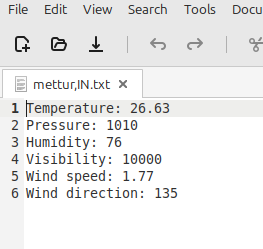 File Edit View Search Tools Docu
mettur,IN.txt
1 Temperature: 26.63
2 Pressure: 1010
3 Humidity: 76
4 Visibility: 10000
5 Wind speed: 1.77
6 Wind direction: 135